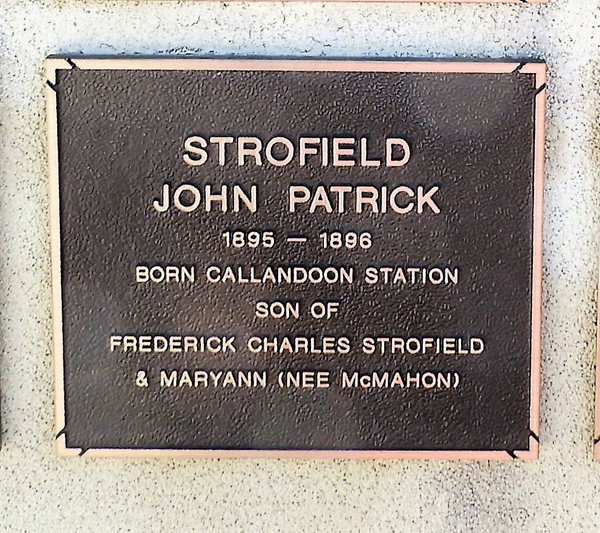 STROFIELD
JOHN PATRICK
1895 — 1896
BORN CALLANDOON STATION
SON OF
FREDERICK CHARLES STROFIELD
& MARYANN (NEE McMAHON)